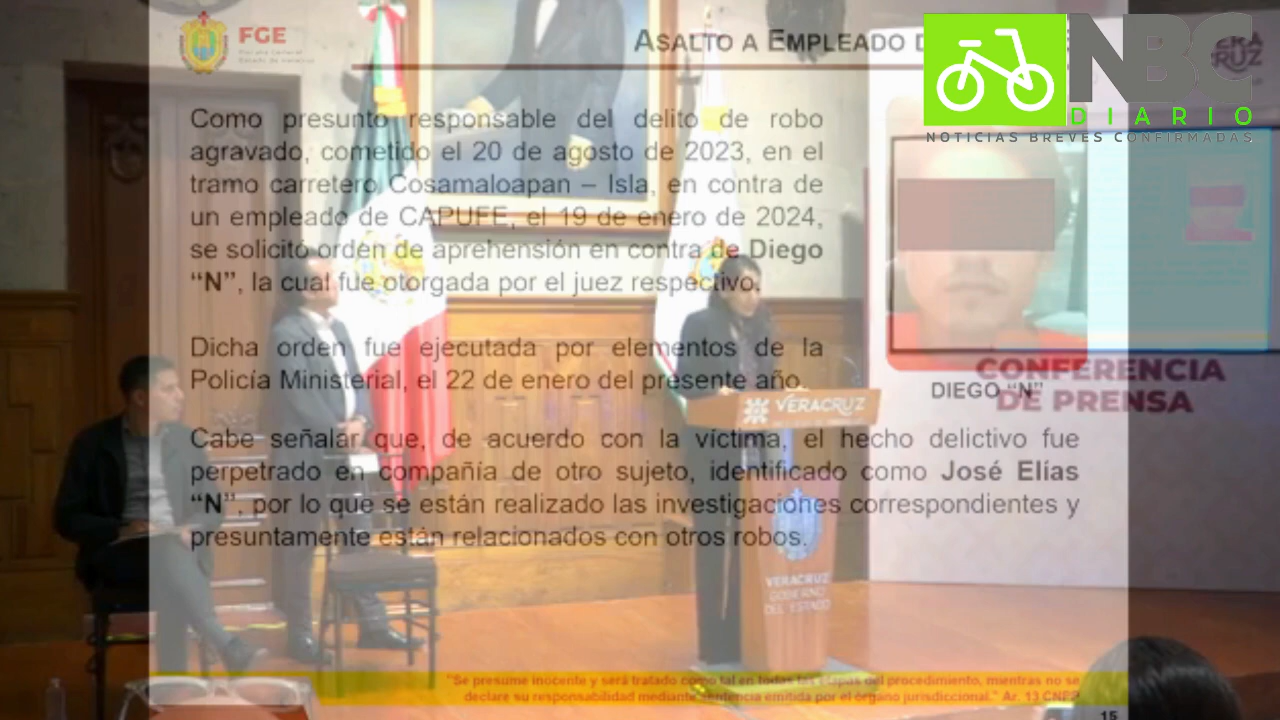 FGE
Fiscalía General
Estado de Veracruz
ASALTO A EMPLEADO
NBC
DIARIO
NOTICIAS BREVES CONFIRMADAS
Como presunto responsable del delito de robo
agravado, cometido el 20 de agosto de 2023, en el
tramo carretero Cosamaloapan – Isla, en contra de
un empleado de CAPUFE, el 19 de enero de 2024,
se solicitó orden de aprehensión en contra de Diego
“N”, la cual fue otorgada por el juez respectivo.
Dicha orden fue ejecutada por elementos de la
Policía Ministerial, el 22 de enero del presente año.
CONFERENCIA
DE PRENSA
DIEGO “N”
VERACRUZ
Cabe señalar que, de acuerdo con la víctima, el hecho delictivo fue
perpetrado en compañía de otro sujeto, identificado como José Elías
“N”, por lo que se están realizado las investigaciones correspondientes y
presuntamente están relacionados con otros robos.
VERACRUZ
GOBIERNO
DEL ESTADO
"Se presume inocente y será tratado como tal en todas las etapas del procedimiento, mientras no se
declare su responsabilidad mediante sentencia emitida por el órgano jurisdiccional." Ar. 13 CNPP
15